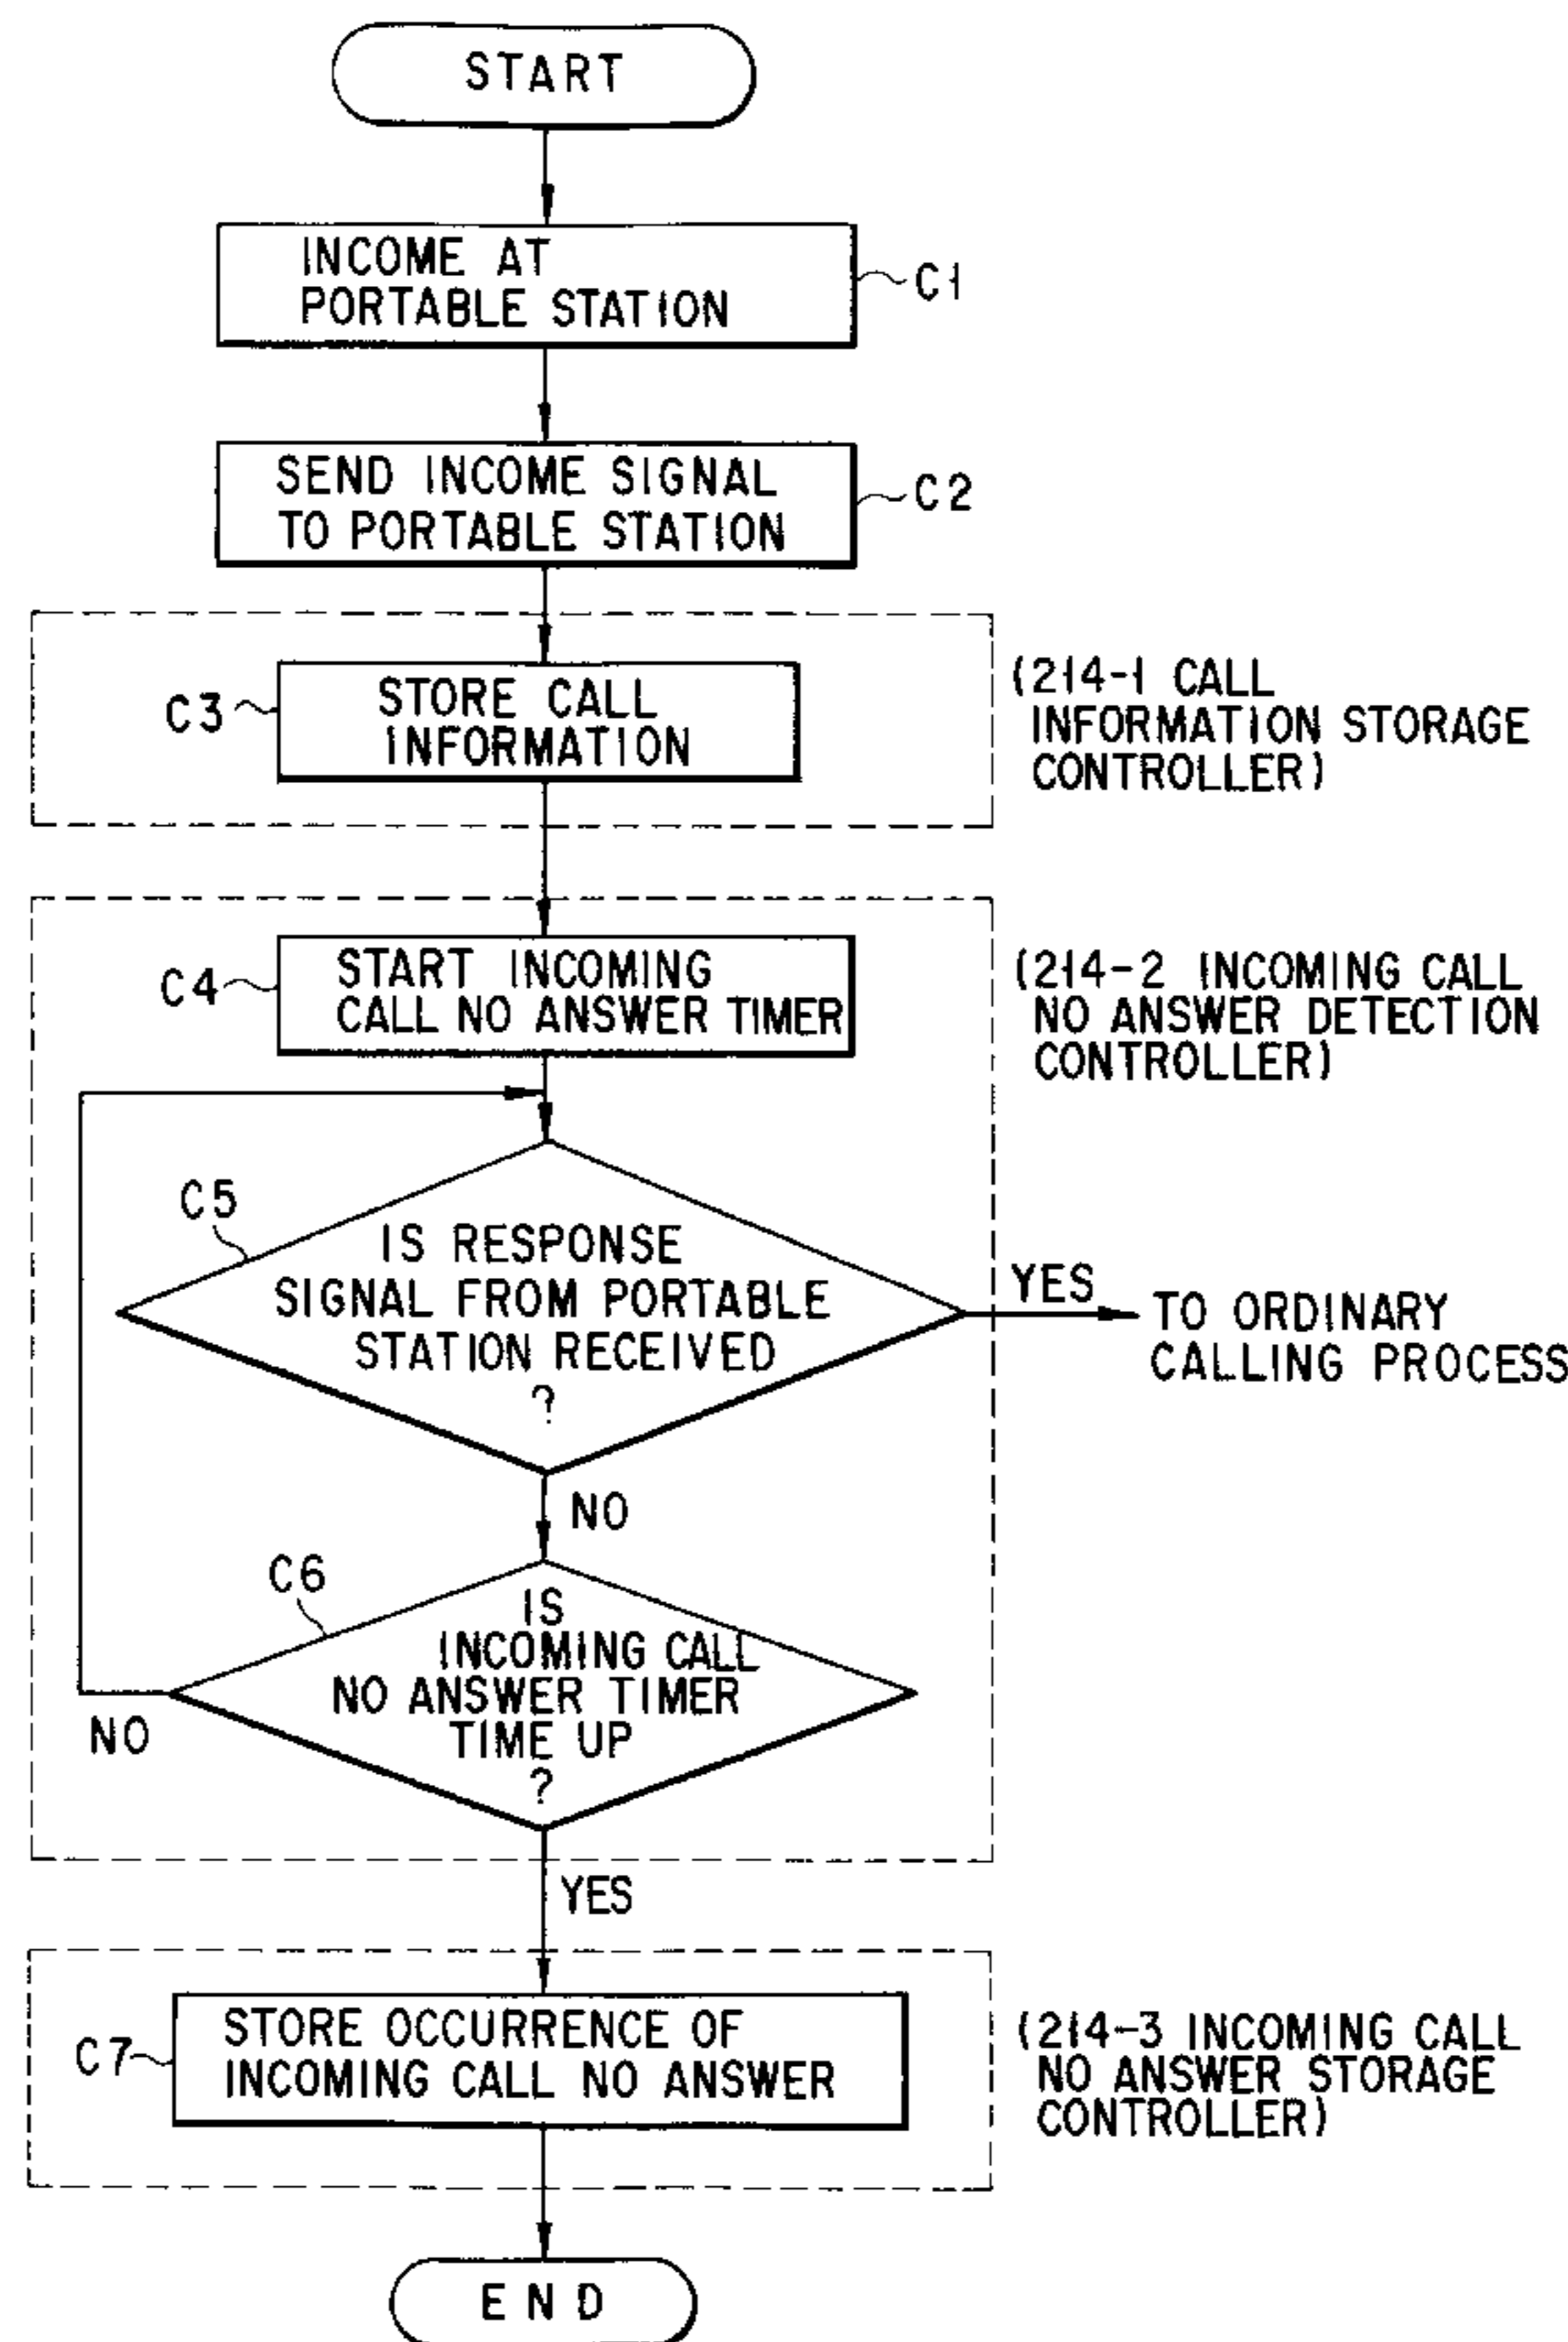 START
INCOME AT
PORTABLE STATION
C1
SEND INCOME SIGNAL
TO PORTABLE STATION
C2
C3
STORE CALL
INFORMATION
(214-1 CALL
INFORMATION STORAGE
CONTROLLER)
C4
START INCOMING
CALL NO ANSWER TIMER
(214-2 INCOMING CALL
NO ANSWER DETECTION
CONTROLLER)
C5
IS RESPONSE
SIGNAL FROM PORTABLE
STATION RECEIVED
?
YES
TO ORDINARY
CALLING PROCESS
NO
C6
IS
INCOMING CALL
NO ANSWER TIMER
TIME UP
?
NO
YES
C7
STORE OCCURRENCE OF
INCOMING CALL NO ANSWER
(214-3 INCOMING CALL
NO ANSWER STORAGE
CONTROLLER)
END